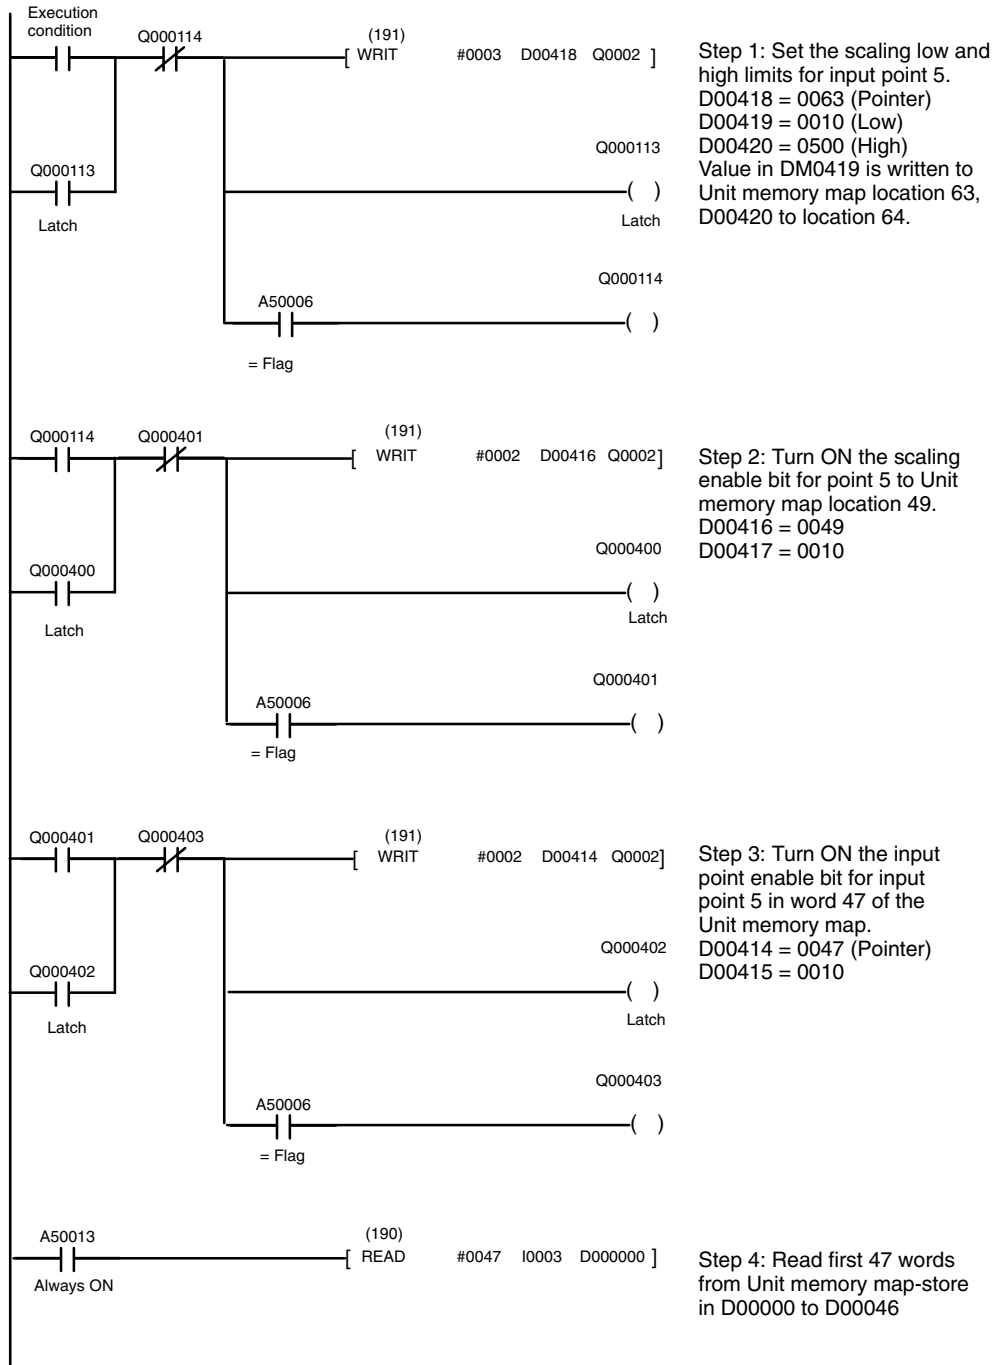 Execution
condition
Q000114
(191)
[ WRIT #0003 D00418 Q0002 ]
Step 1: Set the scaling low and
high limits for input point 5.
D00418 = 0063 (Pointer)
D00419 = 0010 (Low)
D00420 = 0500 (High)
Value in DM0419 is written to
Unit memory map location 63,
D00420 to location 64.
Q000113
Q000113
( )
Latch
Latch
Q000114
A50006
( )
= Flag
Q000114
Q000401
(191)
[ WRIT #0002 D00416 Q0002]
Step 2: Turn ON the scaling
enable bit for point 5 to Unit
memory map location 49.
D00416 = 0049
D00417 = 0010
Q000400
Q000400
( )
Latch
Latch
Q000401
A50006
( )
= Flag
Q000401
Q000403
(191)
[ WRIT #0002 D00414 Q0002]
Step 3: Turn ON the input
point enable bit for input
point 5 in word 47 of the
Unit memory map.
D00414 = 0047 (Pointer)
D00415 = 0010
Q000402
Q000402
( )
Latch
Latch
Q000403
A50006
( )
= Flag
A50013
(190)
[ READ #0047 I0003 D000000 ]
Always ON
Step 4: Read first 47 words
from Unit memory map-store
in D00000 to D00046